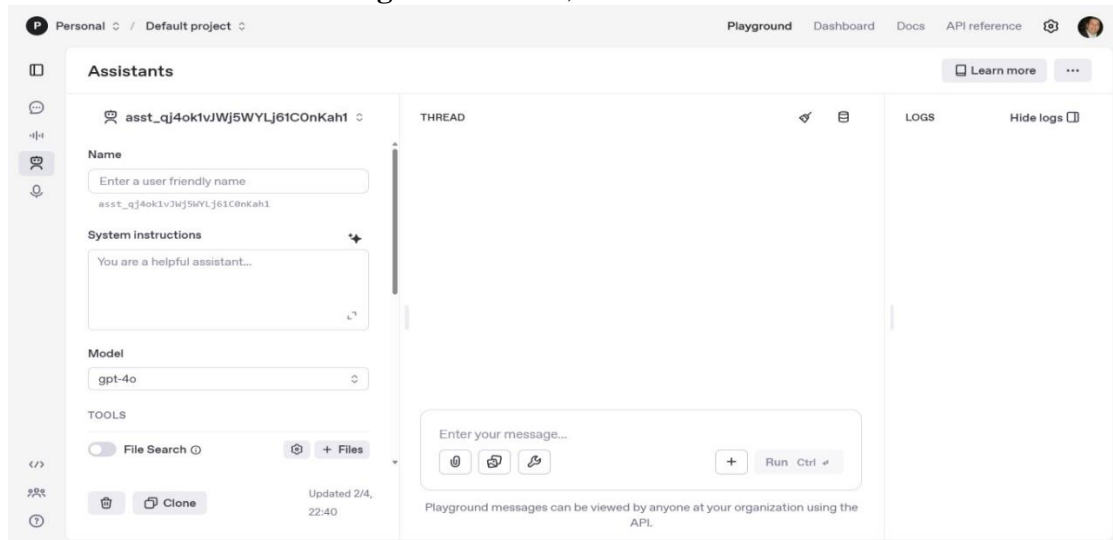 P Personal / Default project Playground Dashboard Docs API reference
Assistants Learn more ...
asst_qj4ok1vJWj5WYLj61C0nKah1 THREAD LOGS Hide logs
Name
Enter a user friendly name
asst_qj4ok1vJWj5WYLj61C0nKah1
System instructions
You are a helpful assistant...
Model
gpt-4o
TOOLS
File Search + Files
Enter your message...
+ Run Ctrl ↵
Clone Updated 2/4,
22:40
Playground messages can be viewed by anyone at your organization using the
API.